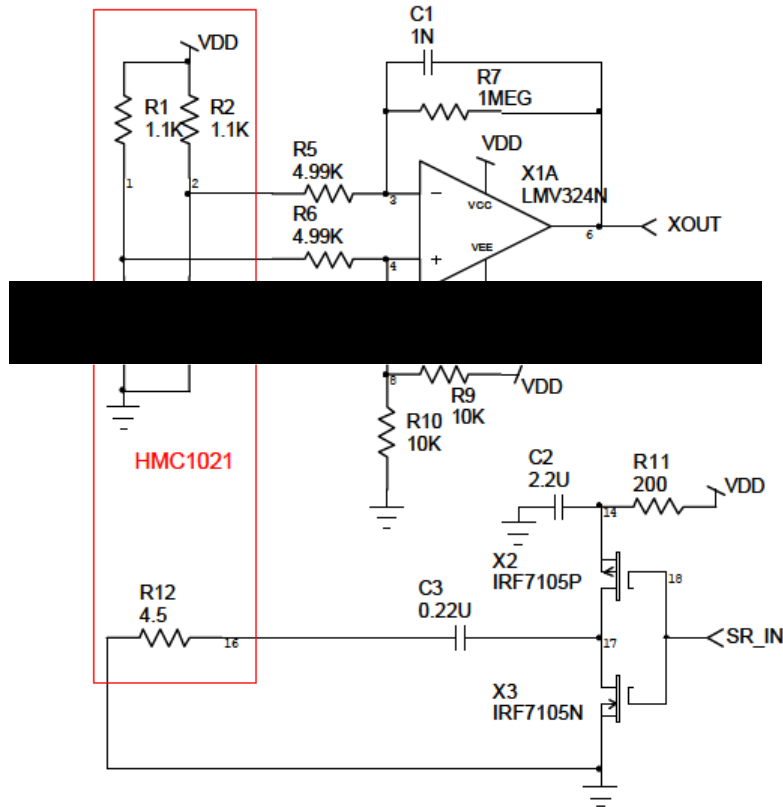 C1
1N
VDD
R7
1MEG
R1
1.1K
R2
1.1K
VDD
R5
4.99K
X1A
LMV324N
1
2
3
VCC
R6
4.99K
6
XOUT
VEE
4
+
−
8
R9
10K
VDD
R10
10K
HMC1021
C2
2.2U
R11
200
VDD
14
X2
IRF7105P
18
R12
4.5
C3
0.22U
16
17
SR_IN
X3
IRF7105N